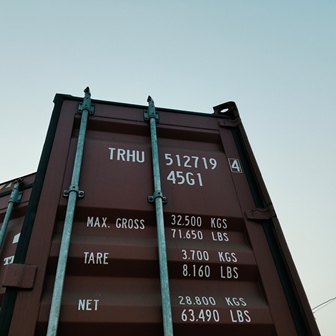 TRHU 512719 4
45G1
MAX. GROSS 32.500 KGS
71.650 LBS
TARE 3.700 KGS
8.160 LBS
NET 28.800 KGS
63.490 LBS